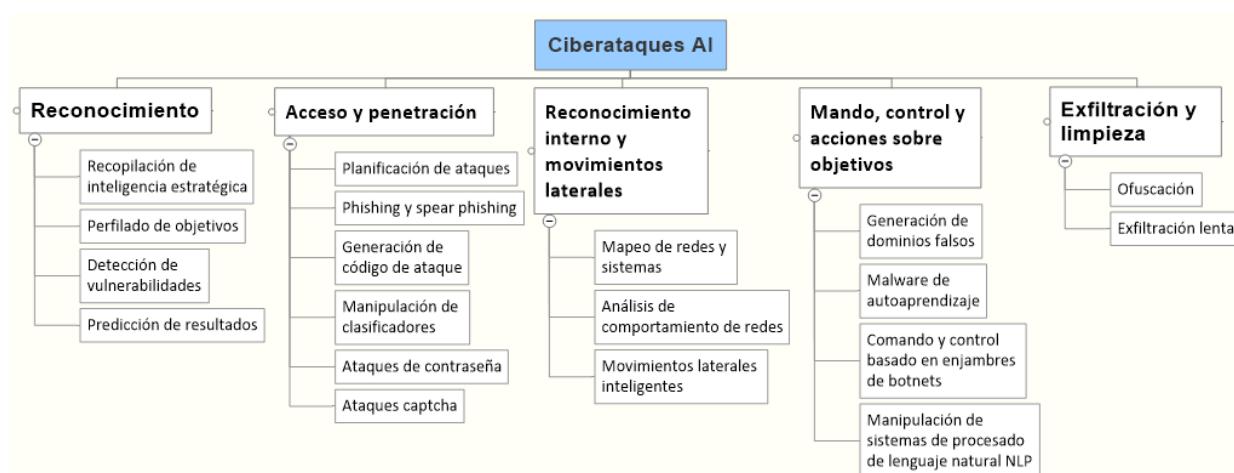 Ciberataques AI
Reconocimiento
Recopilación de
inteligencia estratégica
Perfilado de objetivos
Detección de
vulnerabilidades
Predicción de resultados
Acceso y penetración
Planificación de ataques
Phishing y spear phishing
Generación de
código de ataque
Manipulación de
clasificadores
Ataques de contraseña
Ataques captcha
Reconocimiento
interno y
movimientos
laterales
Mapeo de redes y
sistemas
Análisis de
comportamiento de redes
Movimientos laterales
inteligentes
Mando, control y
acciones sobre
objetivos
Generación de
dominios falsos
Malware de
autoaprendizaje
Comando y control
basado en enjambres
de botnets
Manipulación de
sistemas de procesado
de lenguaje natural NLP
Exfiltración y
limpieza
Ofuscación
Exfiltración lenta